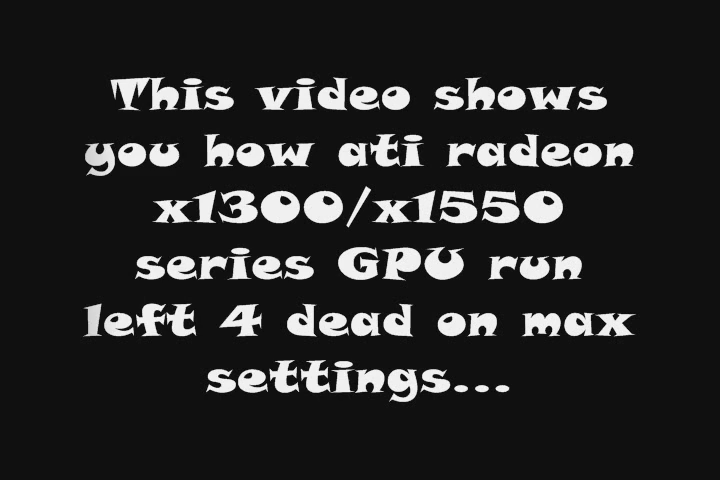 This video shows
you how ati radeon
x1300/x1550
series GPU run
left 4 dead on max
settings...